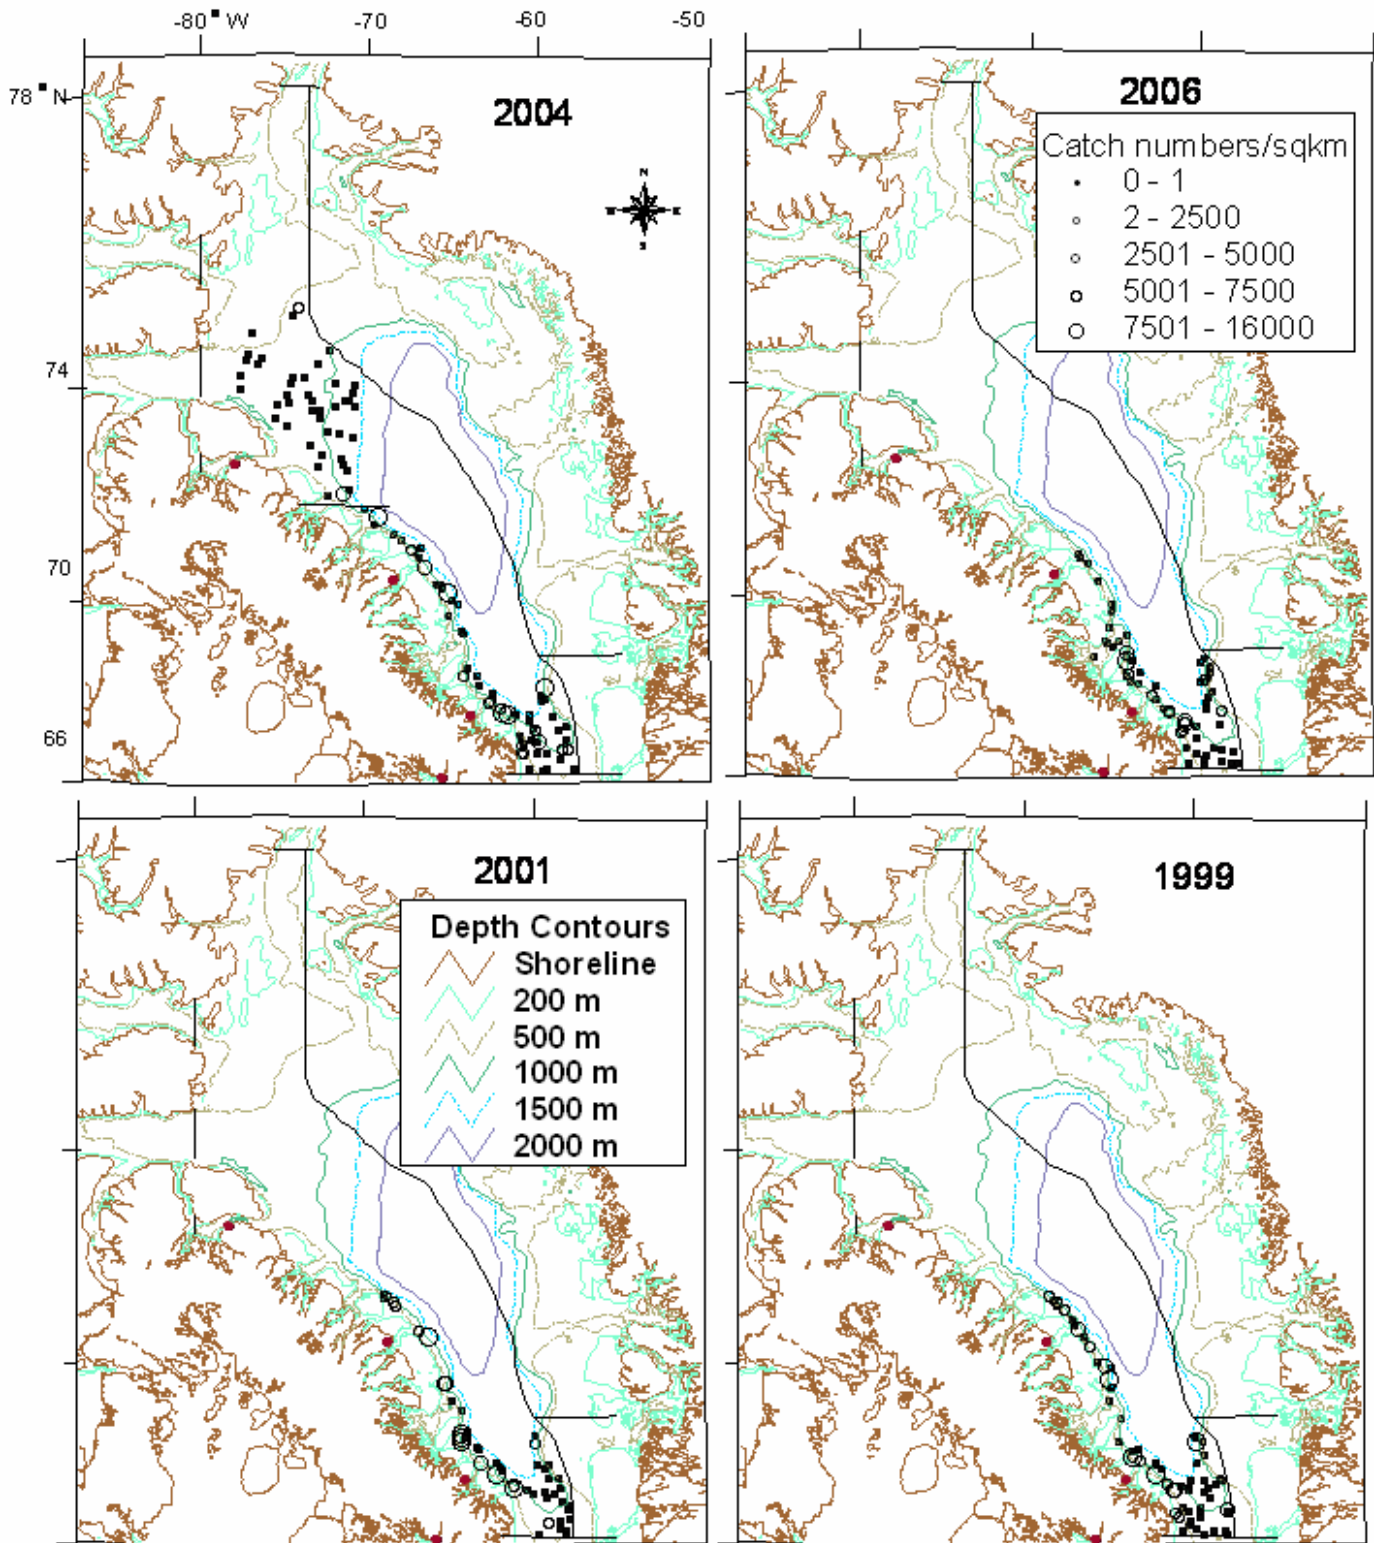 -80 ▪ W -70 -60 -50
78 ▪ N
2004
N
S
74
70
66
2006
Catch numbers/sqkm
0 - 1
2 - 2500
2501 - 5000
5001 - 7500
7501 - 16000
2001
Depth Contours
Shoreline
200 m
500 m
1000 m
1500 m
2000 m
1999